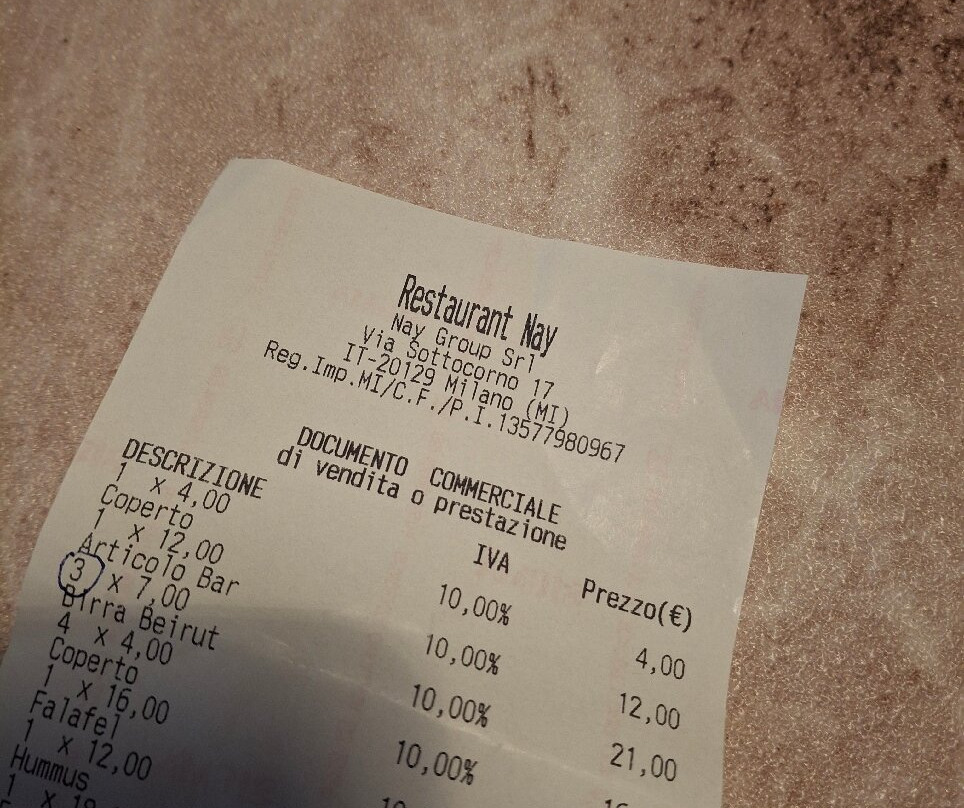 Restaurant Nay
Nay Group Srl
Via Sottocorno 17
IT-20129 Milano (MI)
Reg.Imp.MI/C.F./P.I.13577980967
DOCUMENTO COMMERCIALE
di vendita o prestazione
DESCRIZIONE IVA Prezzo(€)
1 x 4,00
Coperto 10,00% 4,00
1 x 12,00
Articolo Bar 10,00% 12,00
3 x 7,00
Birra Beirut 10,00% 21,00
4 x 4,00
Coperto 10,00% 16
1 x 16,00
Falafel 10
1 x 12,00
Hummus
1 x